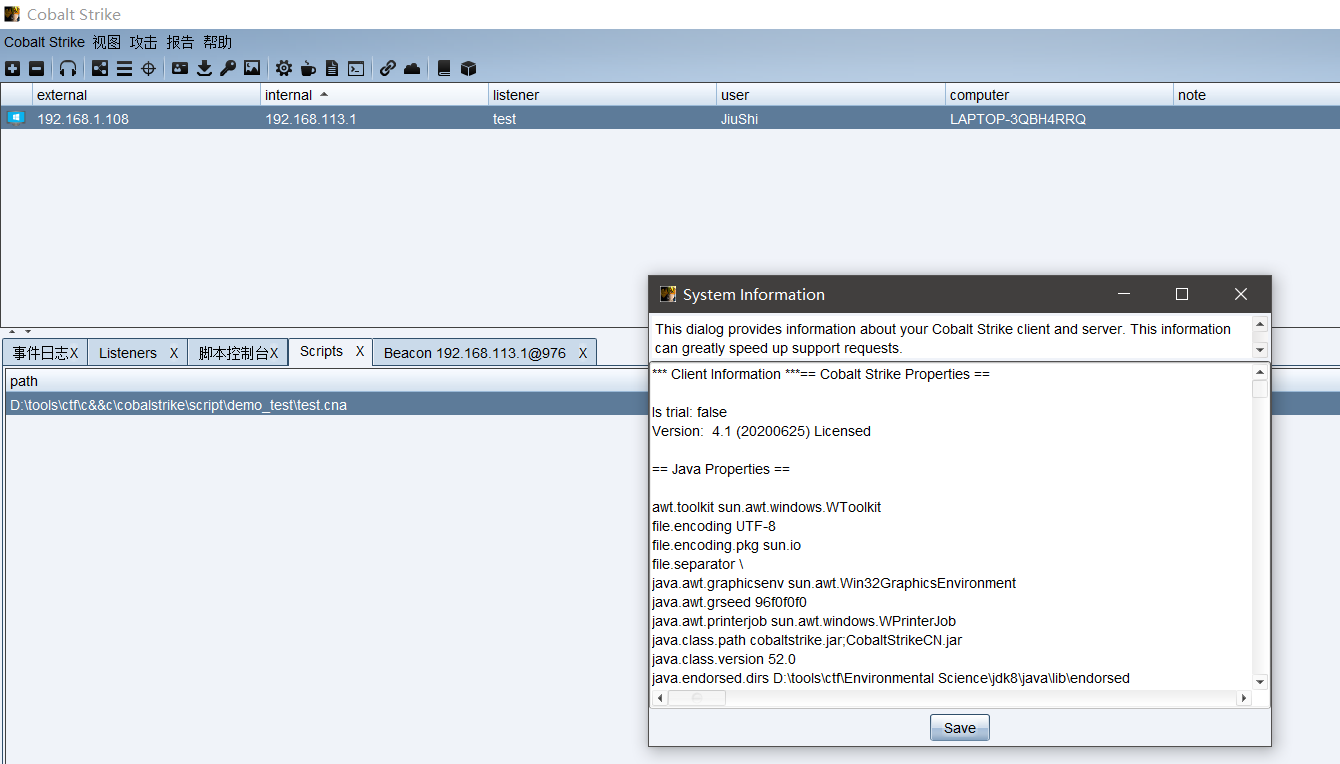 Cobalt Strike
Cobalt Strike 视图 攻击 报告 帮助
external internal listener user computer note
192.168.1.108 192.168.113.1 test JiuShi LAPTOP-3QBH4RRQ
事件日志X Listeners X 脚本控制台X Scripts X Beacon 192.168.113.1@976 X
path
D:\tools\ctf\c&&c\cobalstrike\script\demo_test\test.cna
System Information
This dialog provides information about your Cobalt Strike client and server. This information
can greatly speed up support requests.
*** Client Information ***== Cobalt Strike Properties ==
Is trial: false
Version:  4.1 (20200625) Licensed
== Java Properties ==
awt.toolkit sun.awt.windows.WToolkit
file.encoding UTF-8
file.encoding.pkg sun.io
file.separator \
java.awt.graphicsenv sun.awt.Win32GraphicsEnvironment
java.awt.grseed 96f0f0f0
java.awt.printerjob sun.awt.windows.WPrinterJob
java.class.path cobaltstrike.jar;CobaltStrikeCN.jar
java.class.version 52.0
java.endorsed.dirs D:\tools\ctf\Environmental Science\jdk8\java\lib\endorsed
Save